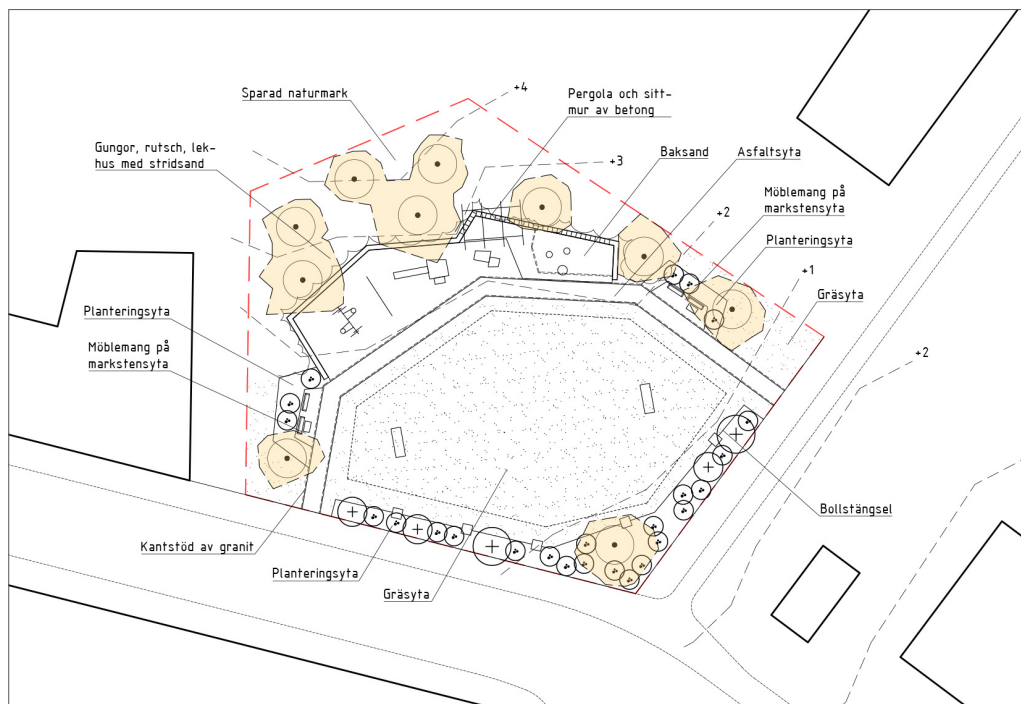 +4
Sparad naturmark
Pergola och sitt-
mur av betong
Gungor, rutsch, lek-
hus med stridsand
Baksand
Asfaltsyta
+3
Möblemang på
markstensyta
+2
Planteringsyta
+1
Gräsyta
Planteringsyta
Möblemang på
markstensyta
+2
Bollstängsel
Kantstöd av granit
Planteringsyta
Gräsyta